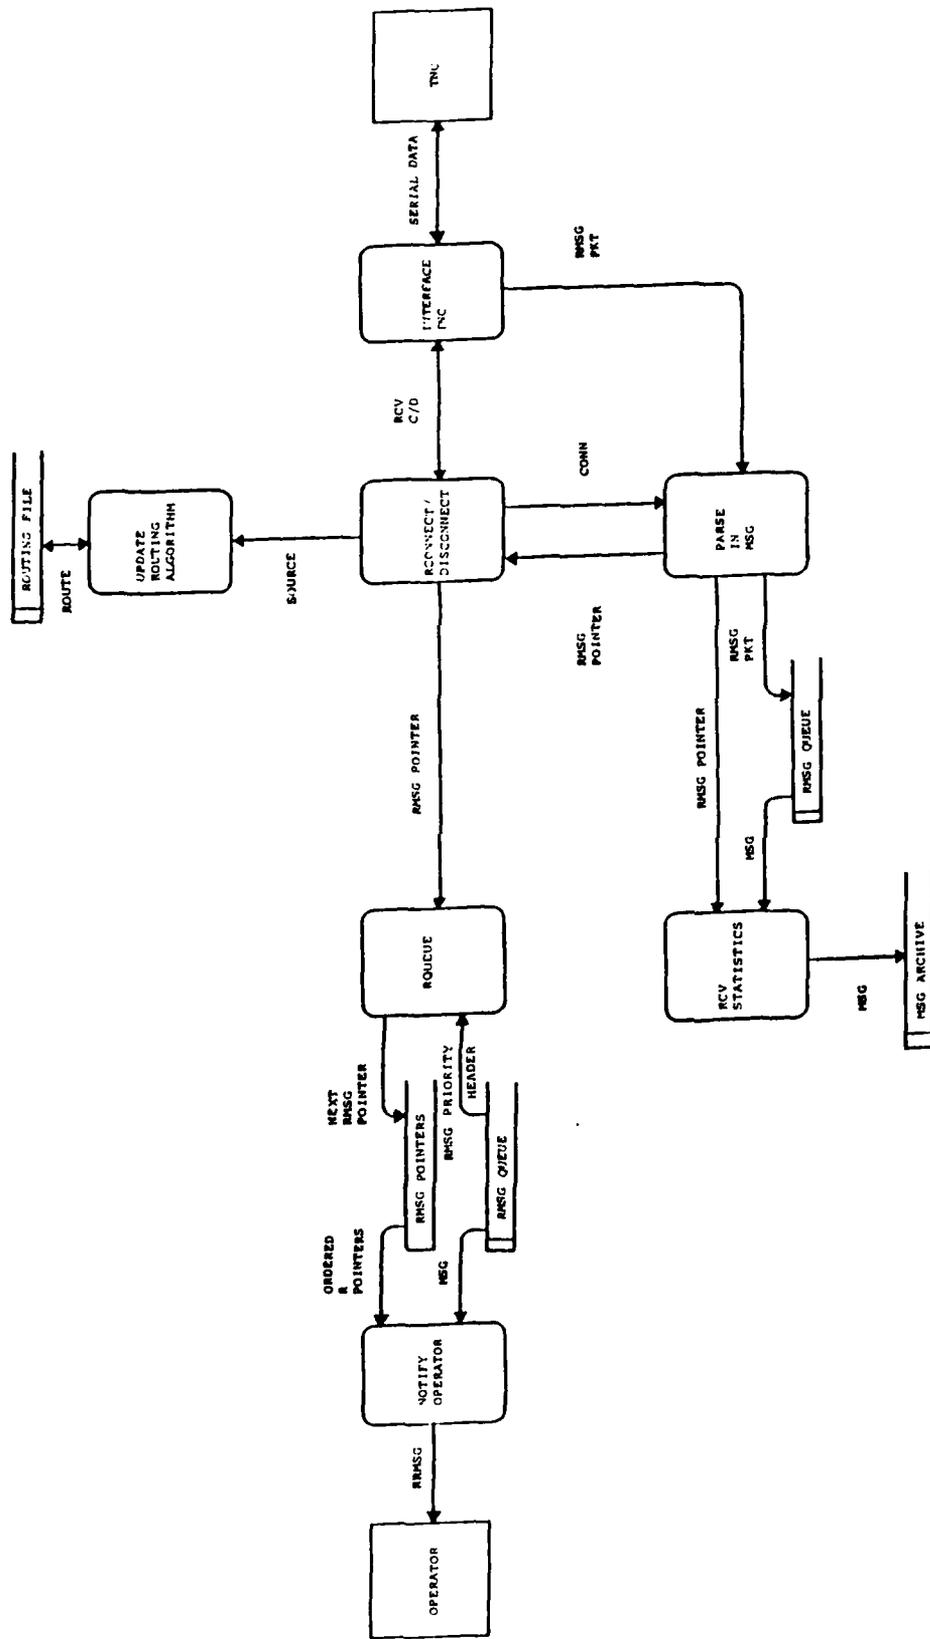 ROUTING FILE
ROUTE
UPDATE
ROUTING
ALGORITHM
SOURCE
OPERATOR
RRMSG
NOTIFY
OPERATOR
ORDERED
R
POINTERS
MSG
RMSG POINTERS
RMSG QUEUE
NEXT
RMSG
POINTER
RMSG PRIORITY
HEADER
RQUEUE
RMSG POINTER
RCONNECT/
DISCONNECT
RCV
C/D
INTERFACE
TNC
SERIAL DATA
TNC
RMSG
POINTER
CONN
RMSG
PKT
MSG ARCHIVE
MSG
RCV
STATISTICS
RMSG POINTER
MSG
RMSG QUEUE
RMSG
PKT
PARSE
IN
MSG